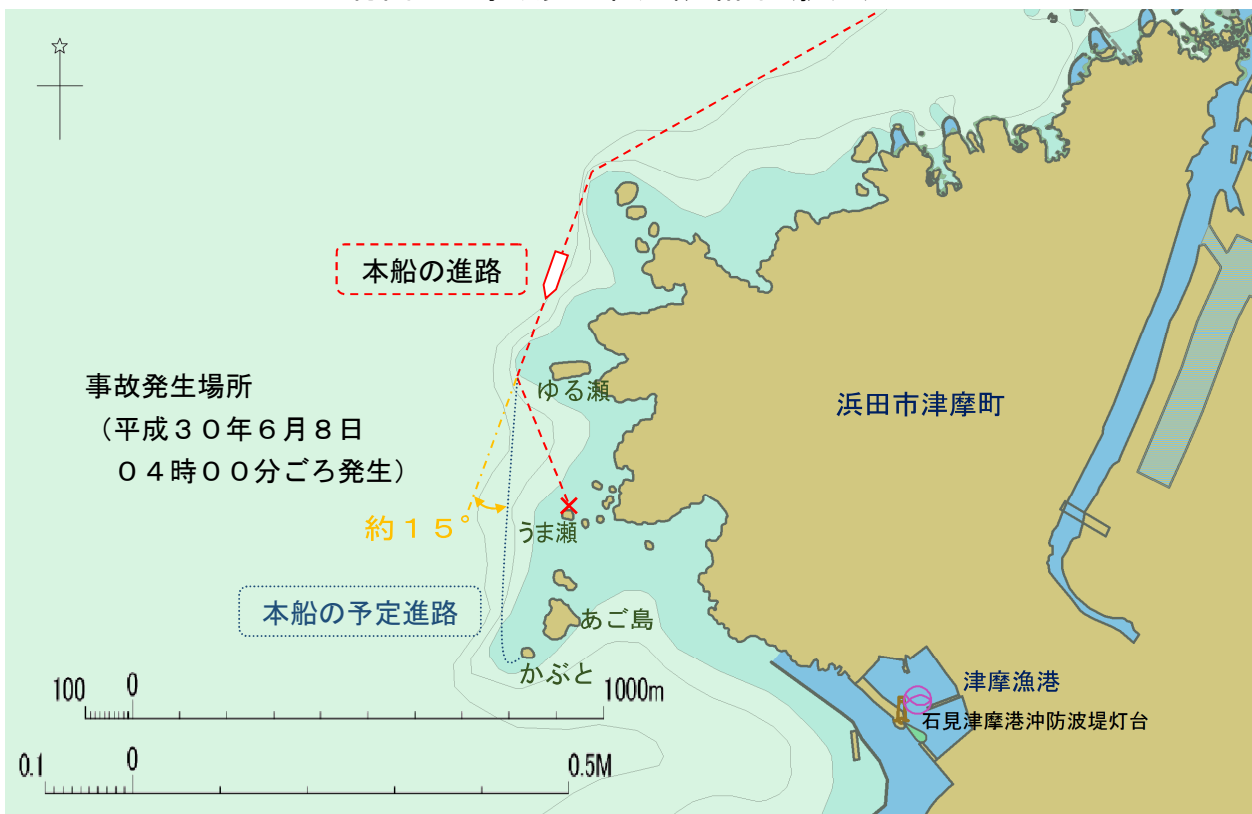 本船の進路
ゆる瀬
事故発生場所
(平成30年6月8日
04時00分ごろ発生)
浜田市津摩町
約15°
うま瀬
本船の予定進路
あご島
かぶと
津摩漁港
石見津摩港沖防波堤灯台
100 0 1000m
0.1 0 0.5M